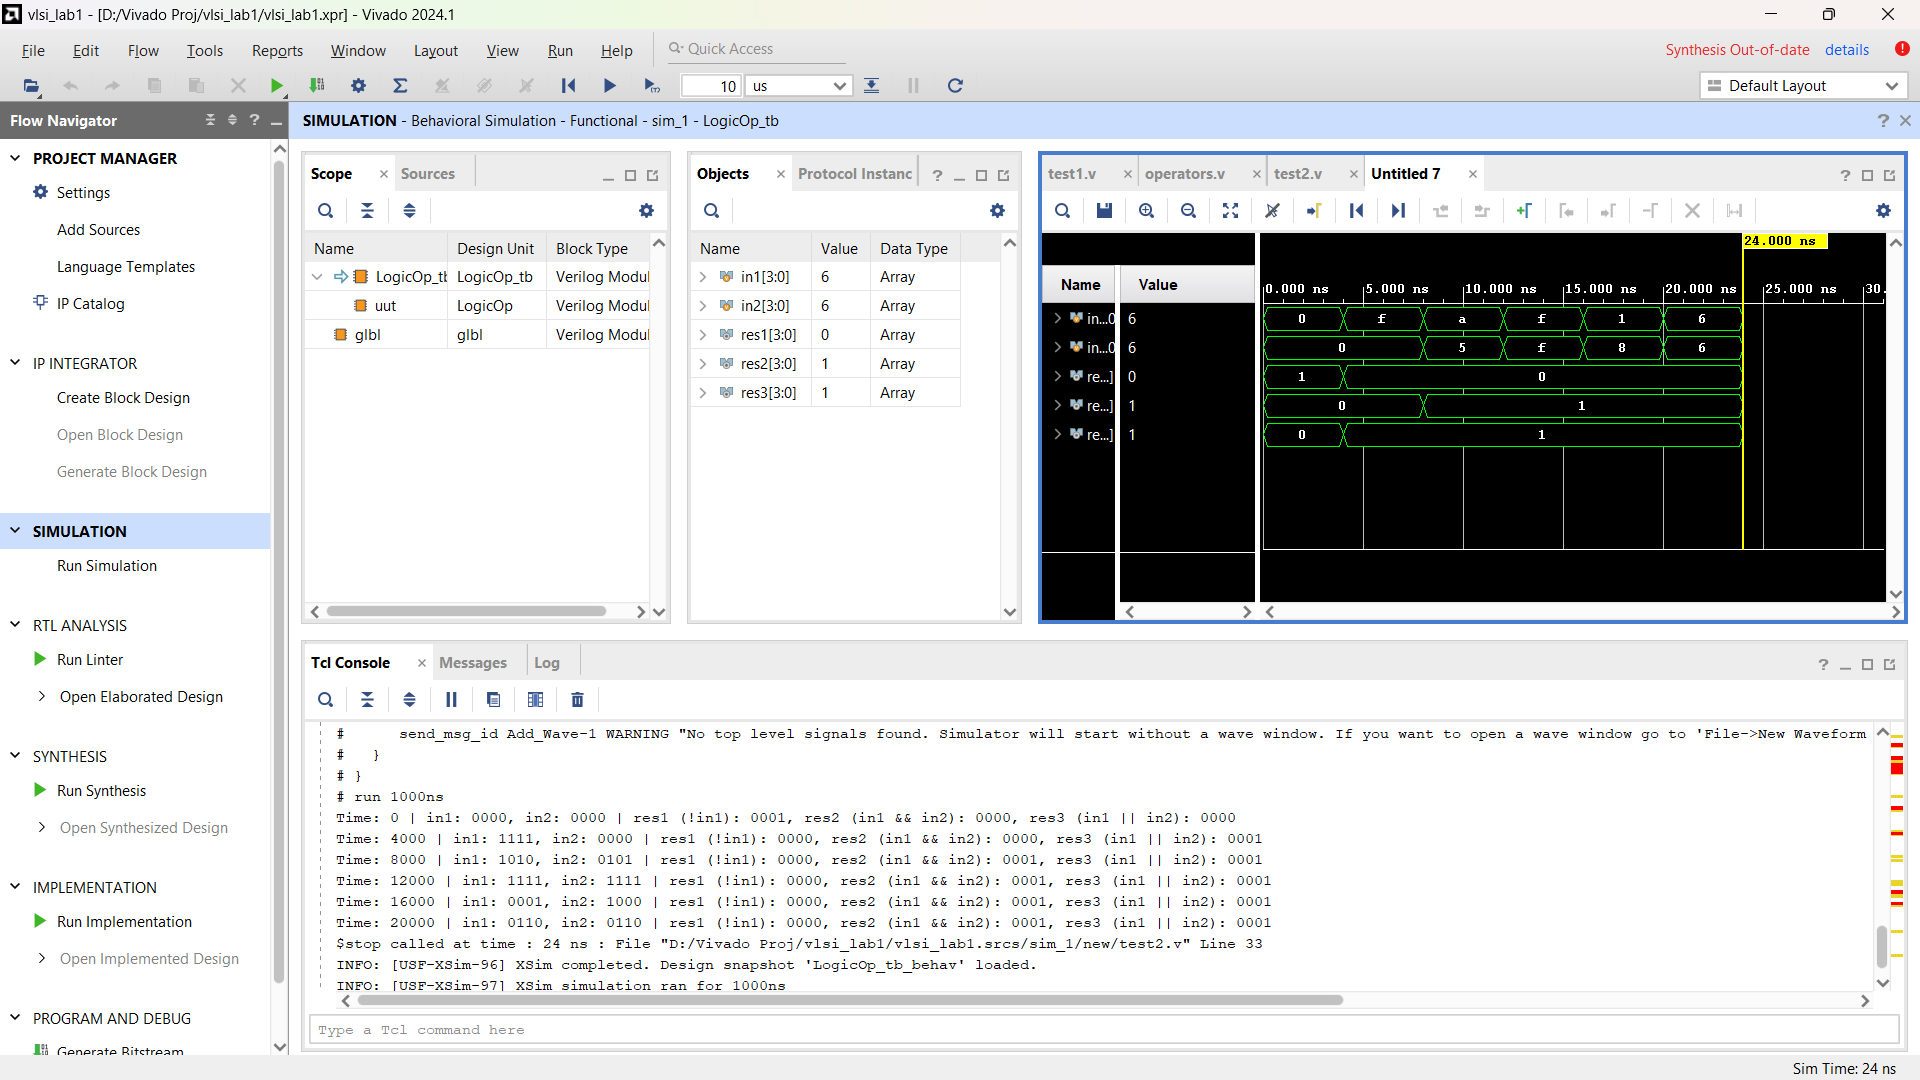 vlsi_lab1 - [D:/Vivado Proj/vlsi_lab1/vlsi_lab1.xpr] - Vivado 2024.1
File Edit Flow Tools Reports Window Layout View Run Help Quick Access
Synthesis Out-of-date details
10 us
Default Layout
Flow Navigator
SIMULATION - Behavioral Simulation - Functional - sim_1 - LogicOp_tb
PROJECT MANAGER
Settings
Add Sources
Language Templates
IP Catalog
IP INTEGRATOR
Create Block Design
Open Block Design
Generate Block Design
SIMULATION
Run Simulation
RTL ANALYSIS
Run Linter
Open Elaborated Design
SYNTHESIS
Run Synthesis
Open Synthesized Design
IMPLEMENTATION
Run Implementation
Open Implemented Design
PROGRAM AND DEBUG
Generate Bitstream
Scope Sources
Name Design Unit Block Type
LogicOp_tb LogicOp_tb Verilog Modul
uut LogicOp Verilog Modul
glbl glbl Verilog Modul
Objects Protocol Instanc
Name Value Data Type
in1[3:0] 6 Array
in2[3:0] 6 Array
res1[3:0] 0 Array
res2[3:0] 1 Array
res3[3:0] 1 Array
test1.v operators.v test2.v Untitled 7
24.000 ns
Name Value
0.000 ns 5.000 ns 10.000 ns 15.000 ns 20.000 ns 25.000 ns 30.
in...0 6 0 f a f 1 6
in...0 6 0 5 f 8 6
re...] 0 1 0
re...] 1 0 1
re...] 1 0 1
Tcl Console Messages Log
# send_msg_id Add_Wave-1 WARNING "No top level signals found. Simulator will start without a wave window. If you want to open a wave window go to 'File->New Waveform
# }
# }
# run 1000ns
Time: 0 | in1: 0000, in2: 0000 | res1 (!in1): 0001, res2 (in1 && in2): 0000, res3 (in1 || in2): 0000
Time: 4000 | in1: 1111, in2: 0000 | res1 (!in1): 0000, res2 (in1 && in2): 0000, res3 (in1 || in2): 0001
Time: 8000 | in1: 1010, in2: 0101 | res1 (!in1): 0000, res2 (in1 && in2): 0001, res3 (in1 || in2): 0001
Time: 12000 | in1: 1111, in2: 1111 | res1 (!in1): 0000, res2 (in1 && in2): 0001, res3 (in1 || in2): 0001
Time: 16000 | in1: 0001, in2: 1000 | res1 (!in1): 0000, res2 (in1 && in2): 0001, res3 (in1 || in2): 0001
Time: 20000 | in1: 0110, in2: 0110 | res1 (!in1): 0000, res2 (in1 && in2): 0001, res3 (in1 || in2): 0001
$stop called at time : 24 ns : File "D:/Vivado Proj/vlsi_lab1/vlsi_lab1.srcs/sim_1/new/test2.v" Line 33
INFO: [USF-XSim-96] XSim completed. Design snapshot 'LogicOp_tb_behav' loaded.
INFO: [USF-XSim-97] XSim simulation ran for 1000ns
Type a Tcl command here
Sim Time: 24 ns